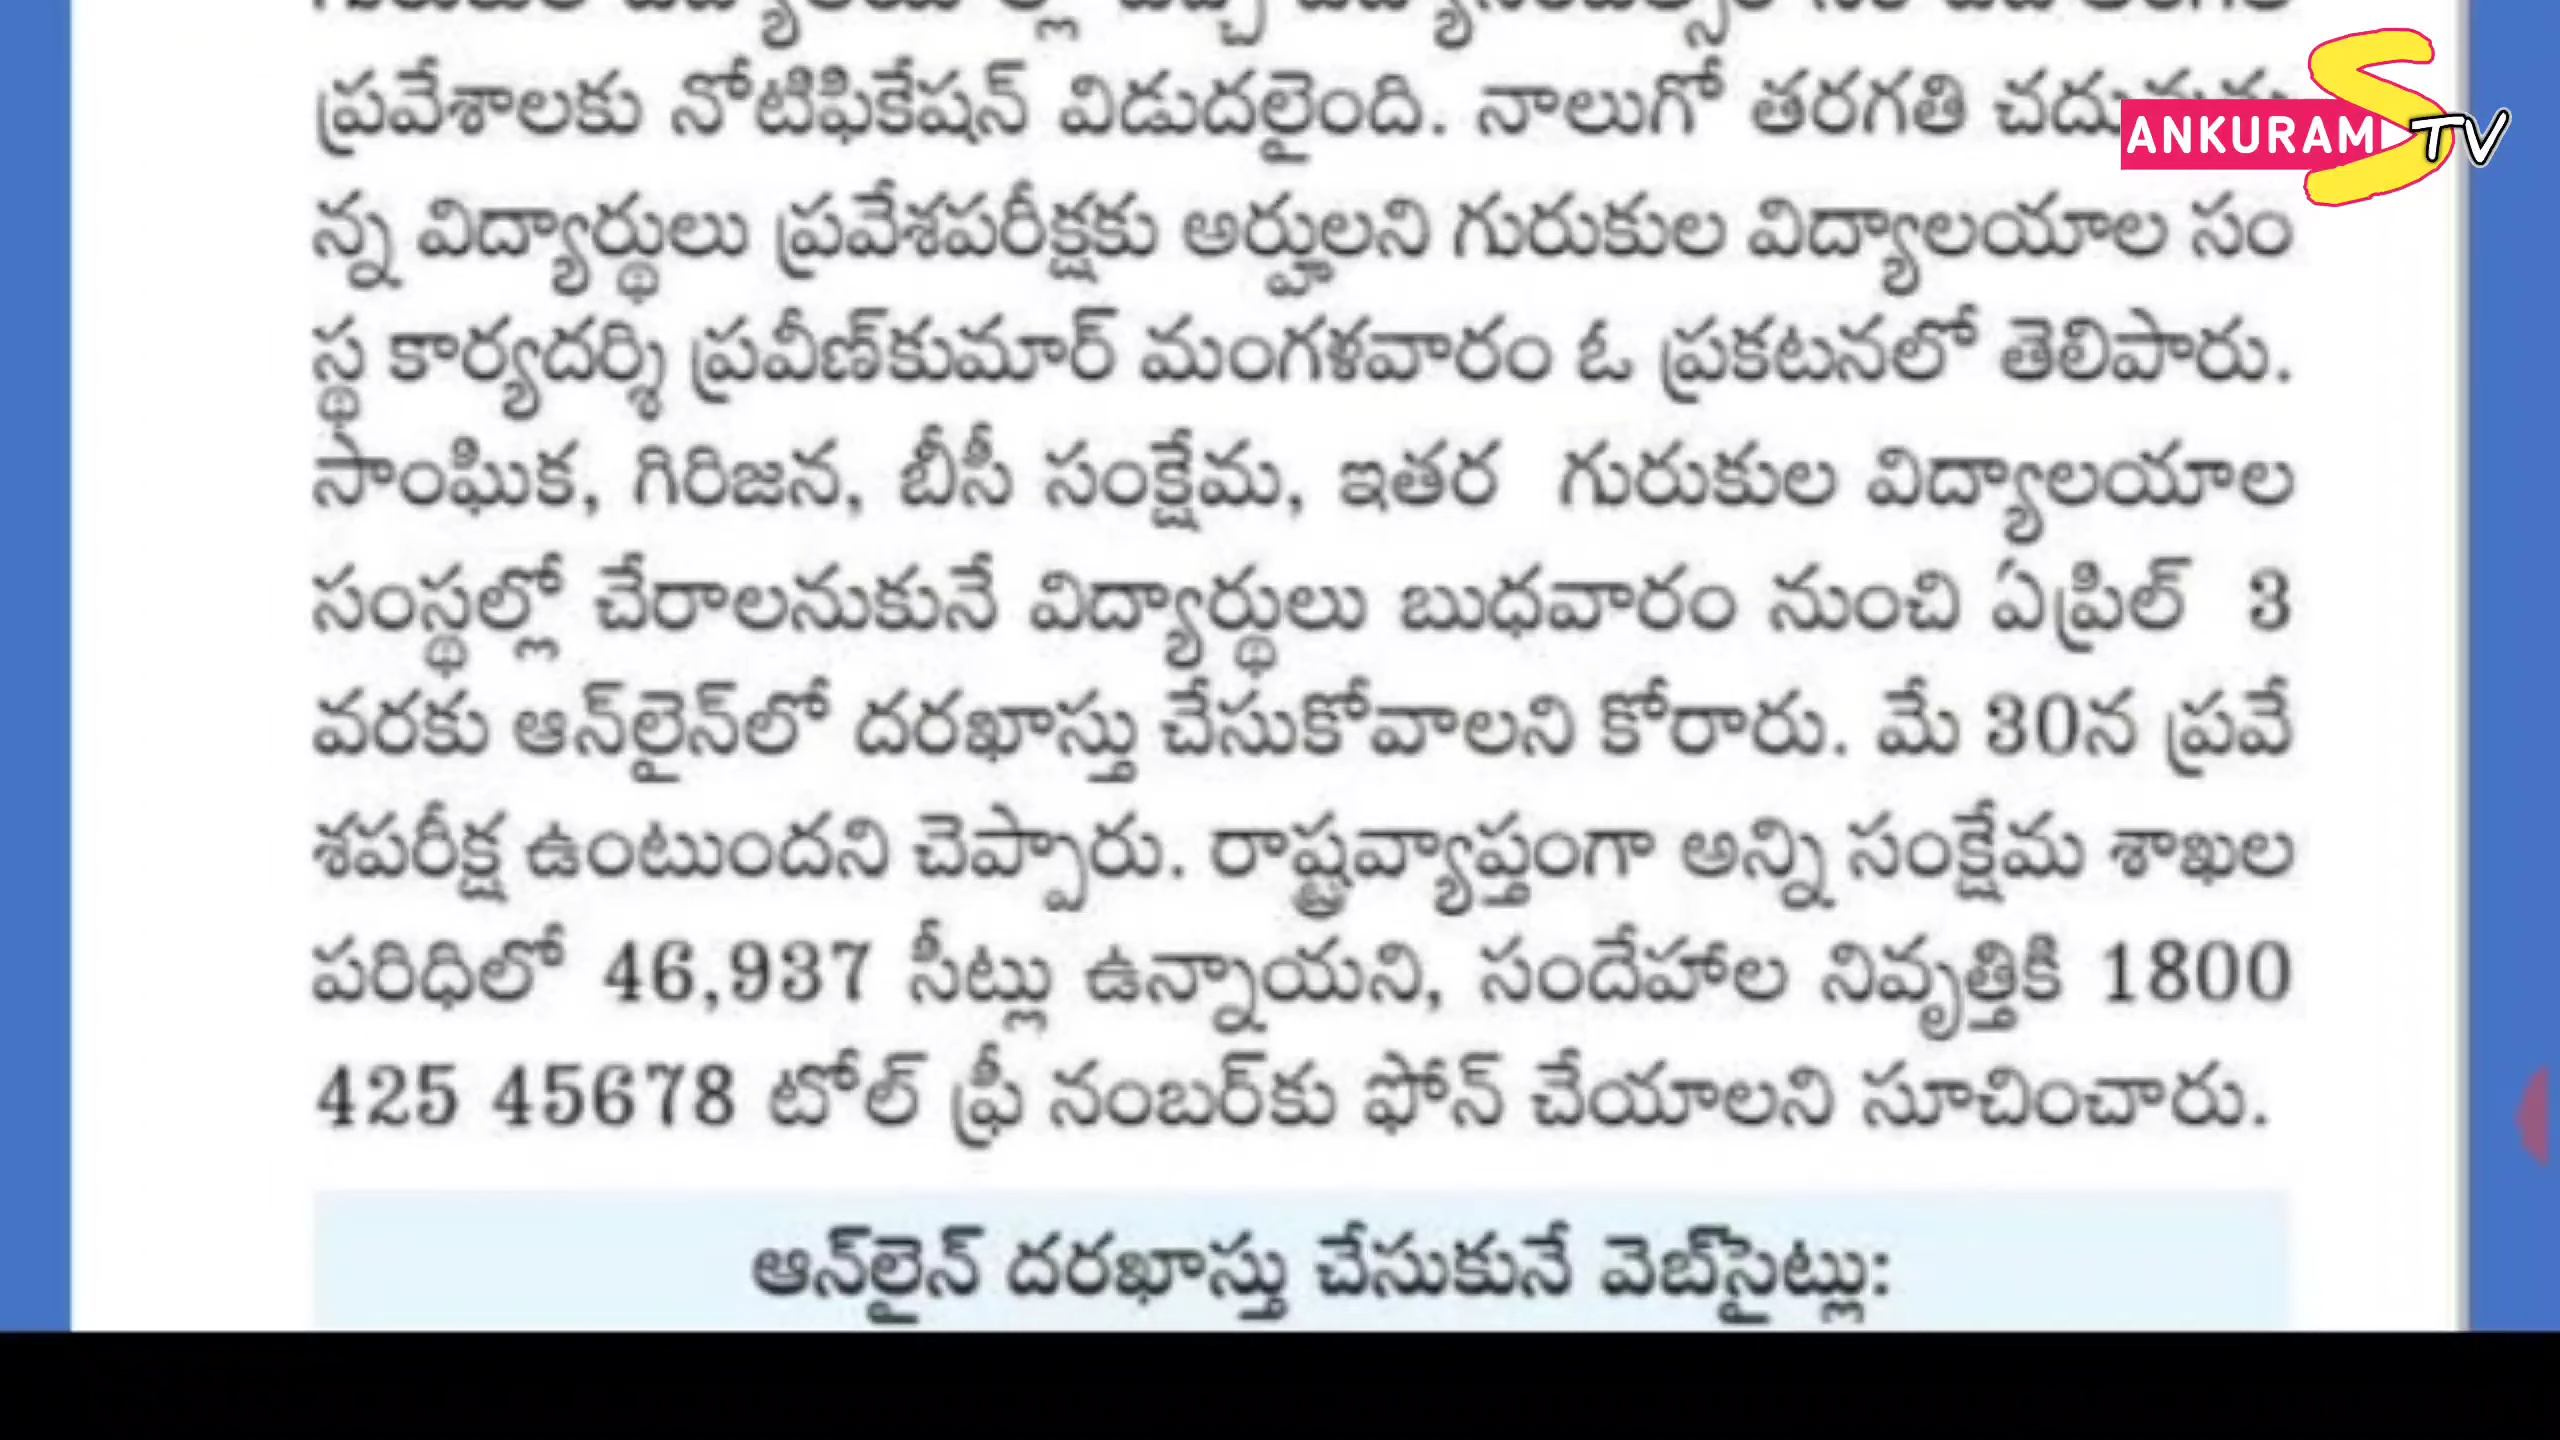 ప్రవేశాలకు నోటిఫికేషన్ విడుదలైంది. నాలుగో తరగతి
న్న విద్యార్థులు ప్రవేశపరీక్షకు అర్హులని గురుకుల విద్యాలయాల సం
స్థ కార్యదర్శి ప్రవీణ్‌కుమార్ మంగళవారం ఓ ప్రకటనలో తెలిపారు.
సాంఘిక, గిరిజన, బీసీ సంక్షేమ, ఇతర గురుకుల విద్యాలయాల
సంస్థల్లో చేరాలనుకునే విద్యార్థులు బుధవారం నుంచి ఏప్రిల్ 3
వరకు ఆన్‌లైన్‌లో దరఖాస్తు చేసుకోవాలని కోరారు. మే 30న ప్రవే
శపరీక్ష ఉంటుందని చెప్పారు. రాష్ట్రవ్యాప్తంగా అన్ని సంక్షేమ శాఖల
పరిధిలో 46,937 సీట్లు ఉన్నాయని, సందేహాల నివృత్తికి 1800
425 45678 టోల్ ఫ్రీ నంబర్‌కు ఫోన్ చేయాలని సూచించారు.
ఆన్‌లైన్ దరఖాస్తు చేసుకునే వెబ్‌సైట్లు:
ANKURAM S TV